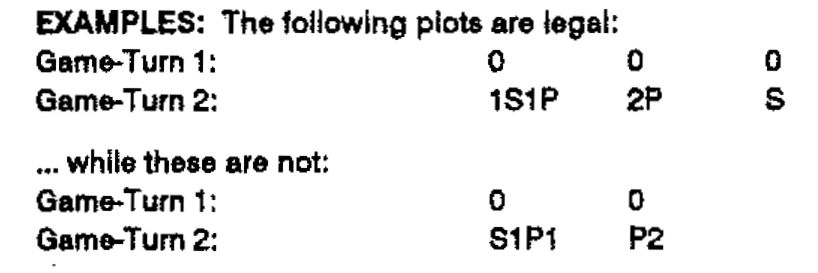 EXAMPLES: The following plots are legal:
Game-Turn 1: 0 0 0
Game-Turn 2: 1S1P 2P S
... while these are not:
Game-Turn 1: 0 0
Game-Turn 2: S1P1 P2